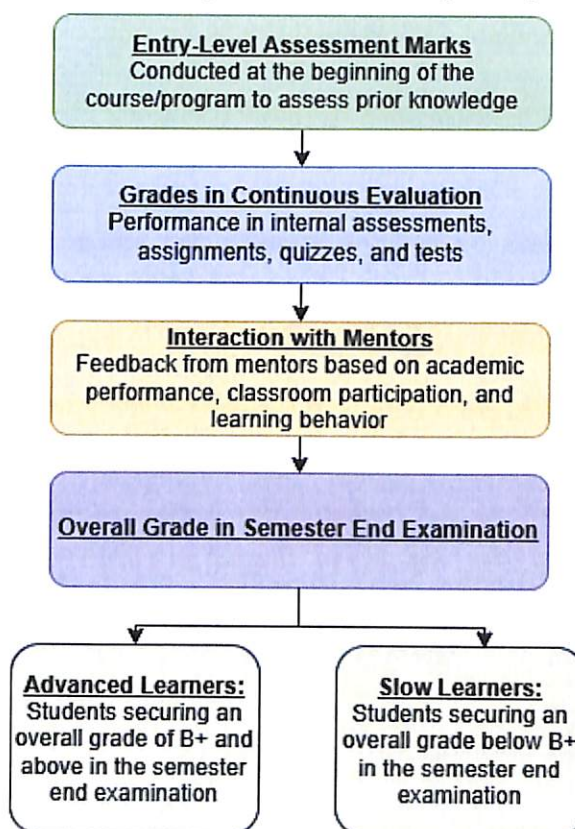 Entry-Level Assessment Marks
Conducted at the beginning of the
course/program to assess prior knowledge
Grades in Continuous Evaluation
Performance in internal assessments,
assignments, quizzes, and tests
Interaction with Mentors
Feedback from mentors based on academic
performance, classroom participation, and
learning behavior
Overall Grade in Semester End Examination
Advanced Learners:
Students securing an
overall grade of B+ and
above in the semester
end examination
Slow Learners:
Students securing an
overall grade below B+
in the semester end
examination